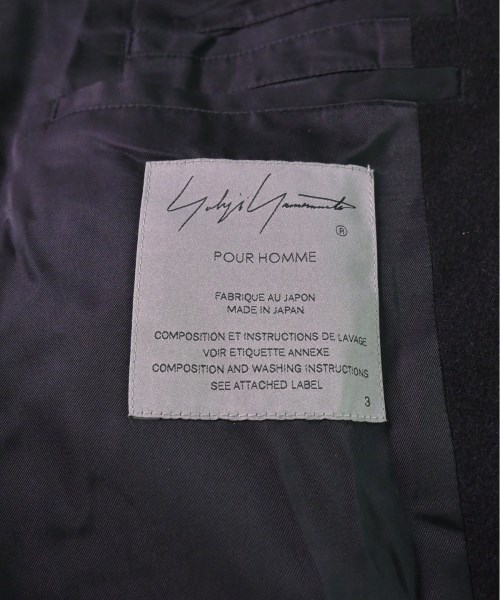 Yohji Yamamoto
®
POUR HOMME
FABRIQUE AU JAPON
MADE IN JAPAN
COMPOSITION ET INSTRUCTIONS DE LAVAGE
VOIR ETIQUETTE ANNEXE
COMPOSITION AND WASHING INSTRUCTIONS
SEE ATTACHED LABEL
3